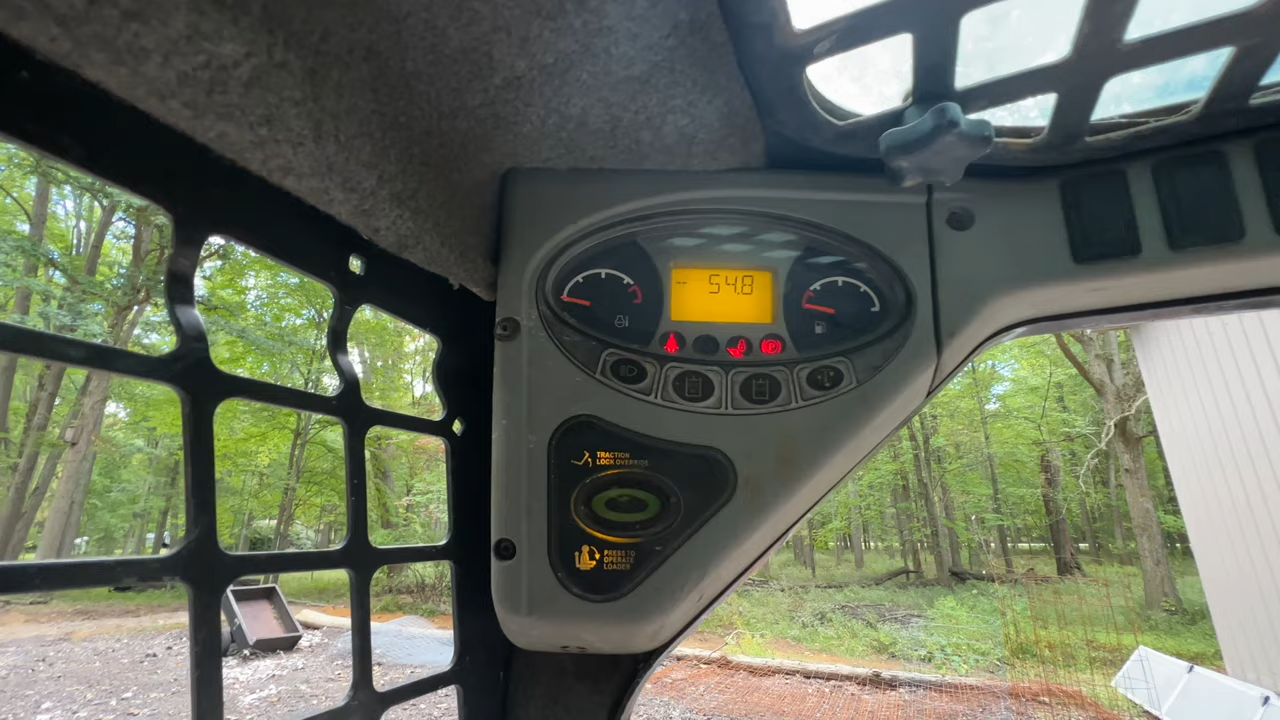 54.8
P
TRACTION
LOCK OVERRIDE
PRESS TO
OPERATE
LOADER